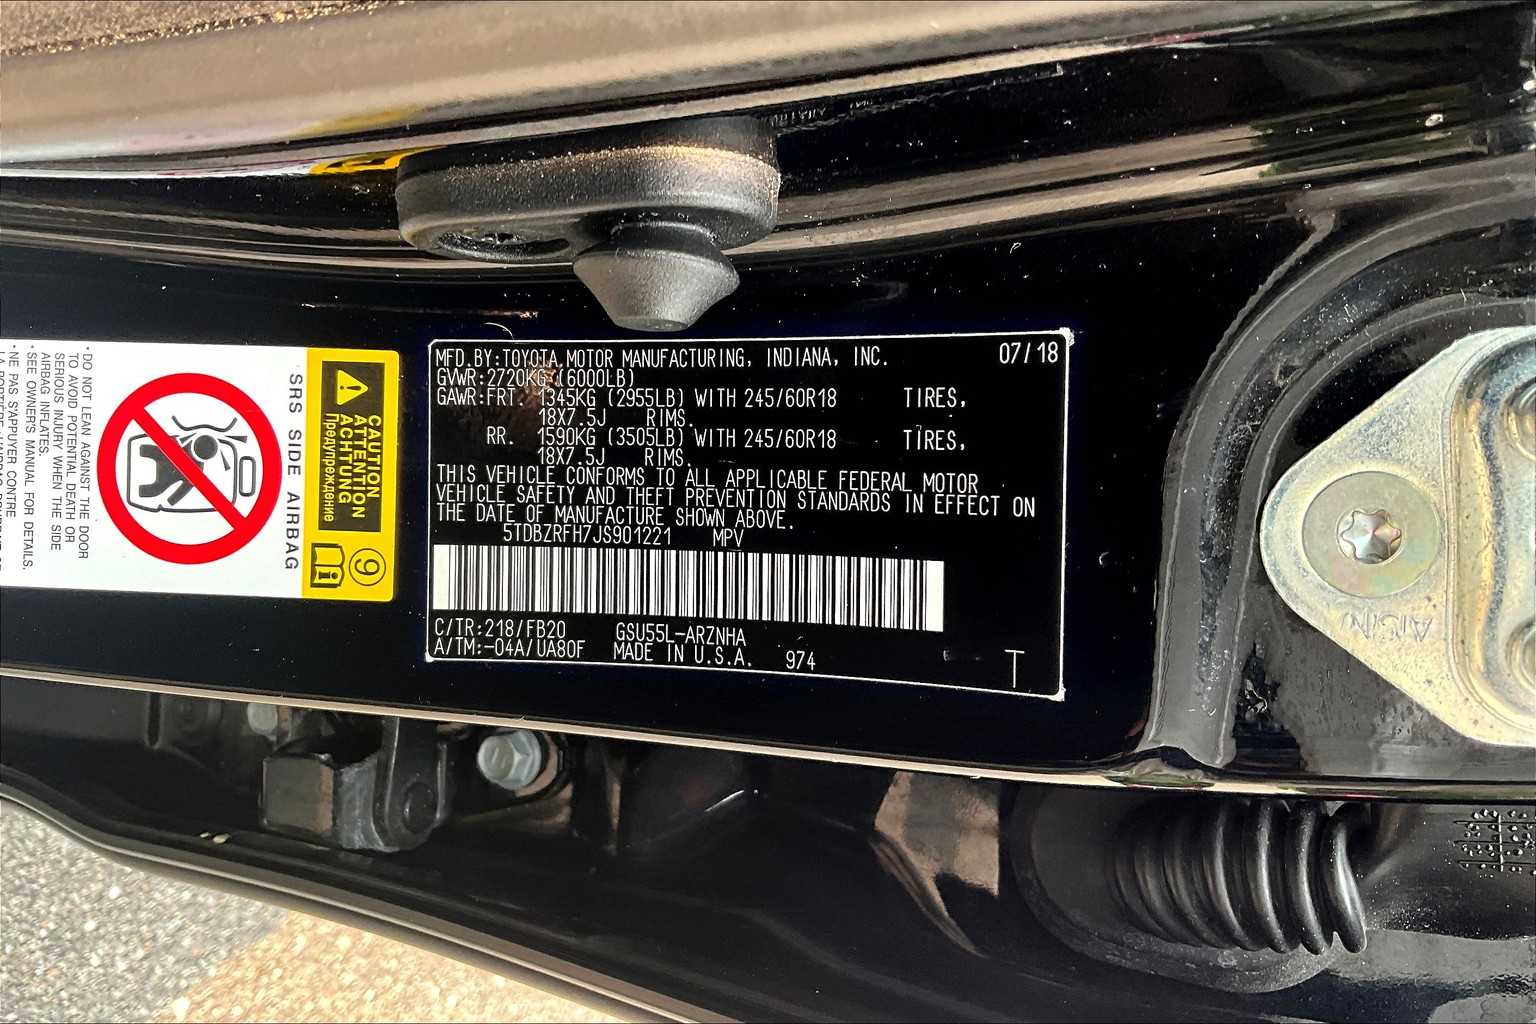 MFD.BY:TOYOTA MOTOR MANUFACTURING, INDIANA, INC. 07/18
GVWR:2720KG (6000LB)
GAWR:FRT. 1345KG (2955LB) WITH 245/60R18 TIRES,
18X7.5J RIMS.
RR. 1590KG (3505LB) WITH 245/60R18 TIRES,
18X7.5J RIMS.
THIS VEHICLE CONFORMS TO ALL APPLICABLE FEDERAL MOTOR
VEHICLE SAFETY AND THEFT PREVENTION STANDARDS IN EFFECT ON
THE DATE OF MANUFACTURE SHOWN ABOVE.
5TDBZRFH7JS901221 MPV
C/TR:218/FB20 GSU55L-ARZNHA
A/TM:-04A/UA80F MADE IN U.S.A. 974 T
CAUTION
ATTENTION
ACHTUNG
Предупреждение
9
SRS SIDE AIRBAG
·DO NOT LEAN AGAINST THE DOOR
TO AVOID POTENTIAL DEATH OR
SERIOUS INJURY WHEN THE SIDE
AIRBAG INFLATES.
·SEE OWNER'S MANUAL FOR DETAILS.
·NE PAS S'APPUYER CONTRE
AISIN